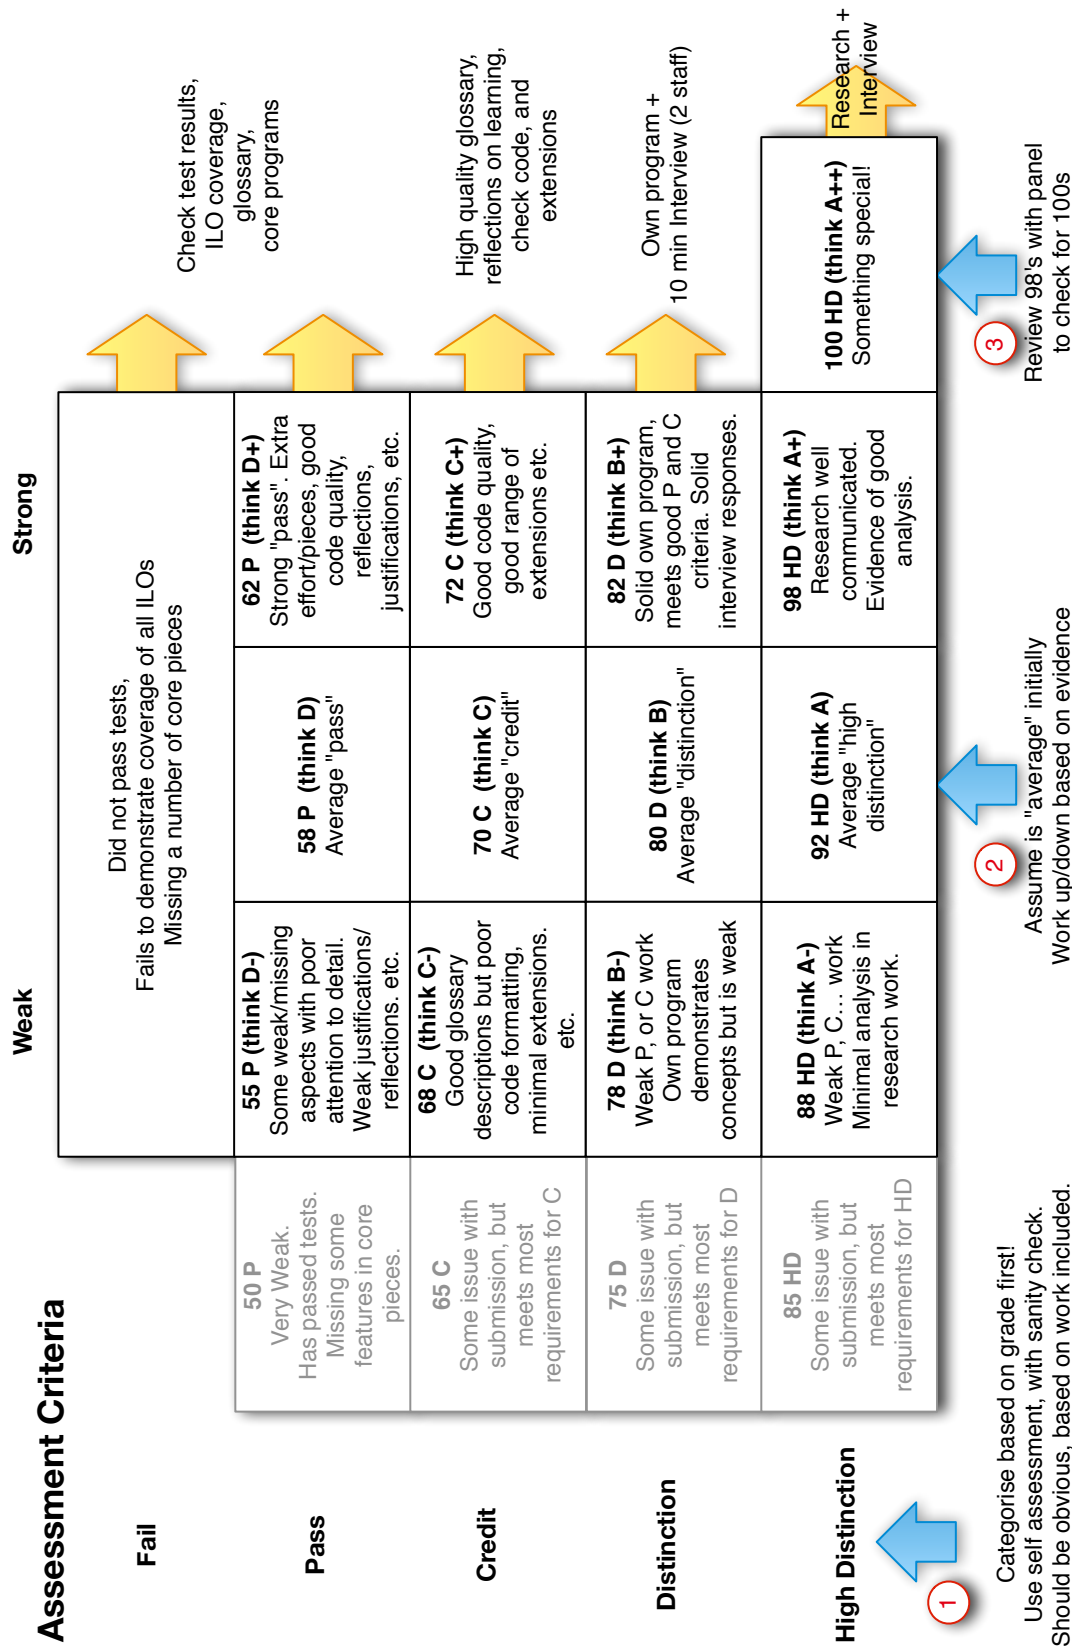 Assessment Criteria
Weak
Strong
Fail
Did not pass tests,
Fails to demonstrate coverage of all ILOs
Missing a number of core pieces
Check test results,
ILO coverage,
glossary,
core programs
Pass
50 P
Very Weak.
Has passed tests.
Missing some
features in core
pieces.
55 P (think D-)
Some weak/missing
aspects with poor
attention to detail.
Weak justifications/
reflections. etc.
58 P (think D)
Average "pass"
62 P (think D+)
Strong "pass". Extra
effort/pieces, good
code quality,
reflections,
justifications, etc.
Credit
65 C
Some issue with
submission, but
meets most
requirements for C
68 C (think C-)
Good glossary
descriptions but poor
code formatting,
minimal extensions.
etc.
70 C (think C)
Average "credit"
72 C (think C+)
Good code quality,
good range of
extensions etc.
High quality glossary,
reflections on learning,
check code, and
extensions
Distinction
75 D
Some issue with
submission, but
meets most
requirements for D
78 D (think B-)
Weak P, or C work
Own program
demonstrates
concepts but is weak
80 D (think B)
Average "distinction"
82 D (think B+)
Solid own program,
meets good P and C
criteria. Solid
interview responses.
Own program +
10 min Interview (2 staff)
High Distinction
85 HD
Some issue with
submission, but
meets most
requirements for HD
88 HD (think A-)
Weak P, C... work
Minimal analysis in
research work.
92 HD (think A)
Average "high
distinction"
98 HD (think A+)
Research well
communicated.
Evidence of good
analysis.
100 HD (think A++)
Something special!
Research +
Interview
1
Categorise based on grade first!
Use self assessment, with sanity check.
Should be obvious, based on work included.
2
Assume is "average" initially
Work up/down based on evidence
3
Review 98's with panel
to check for 100s